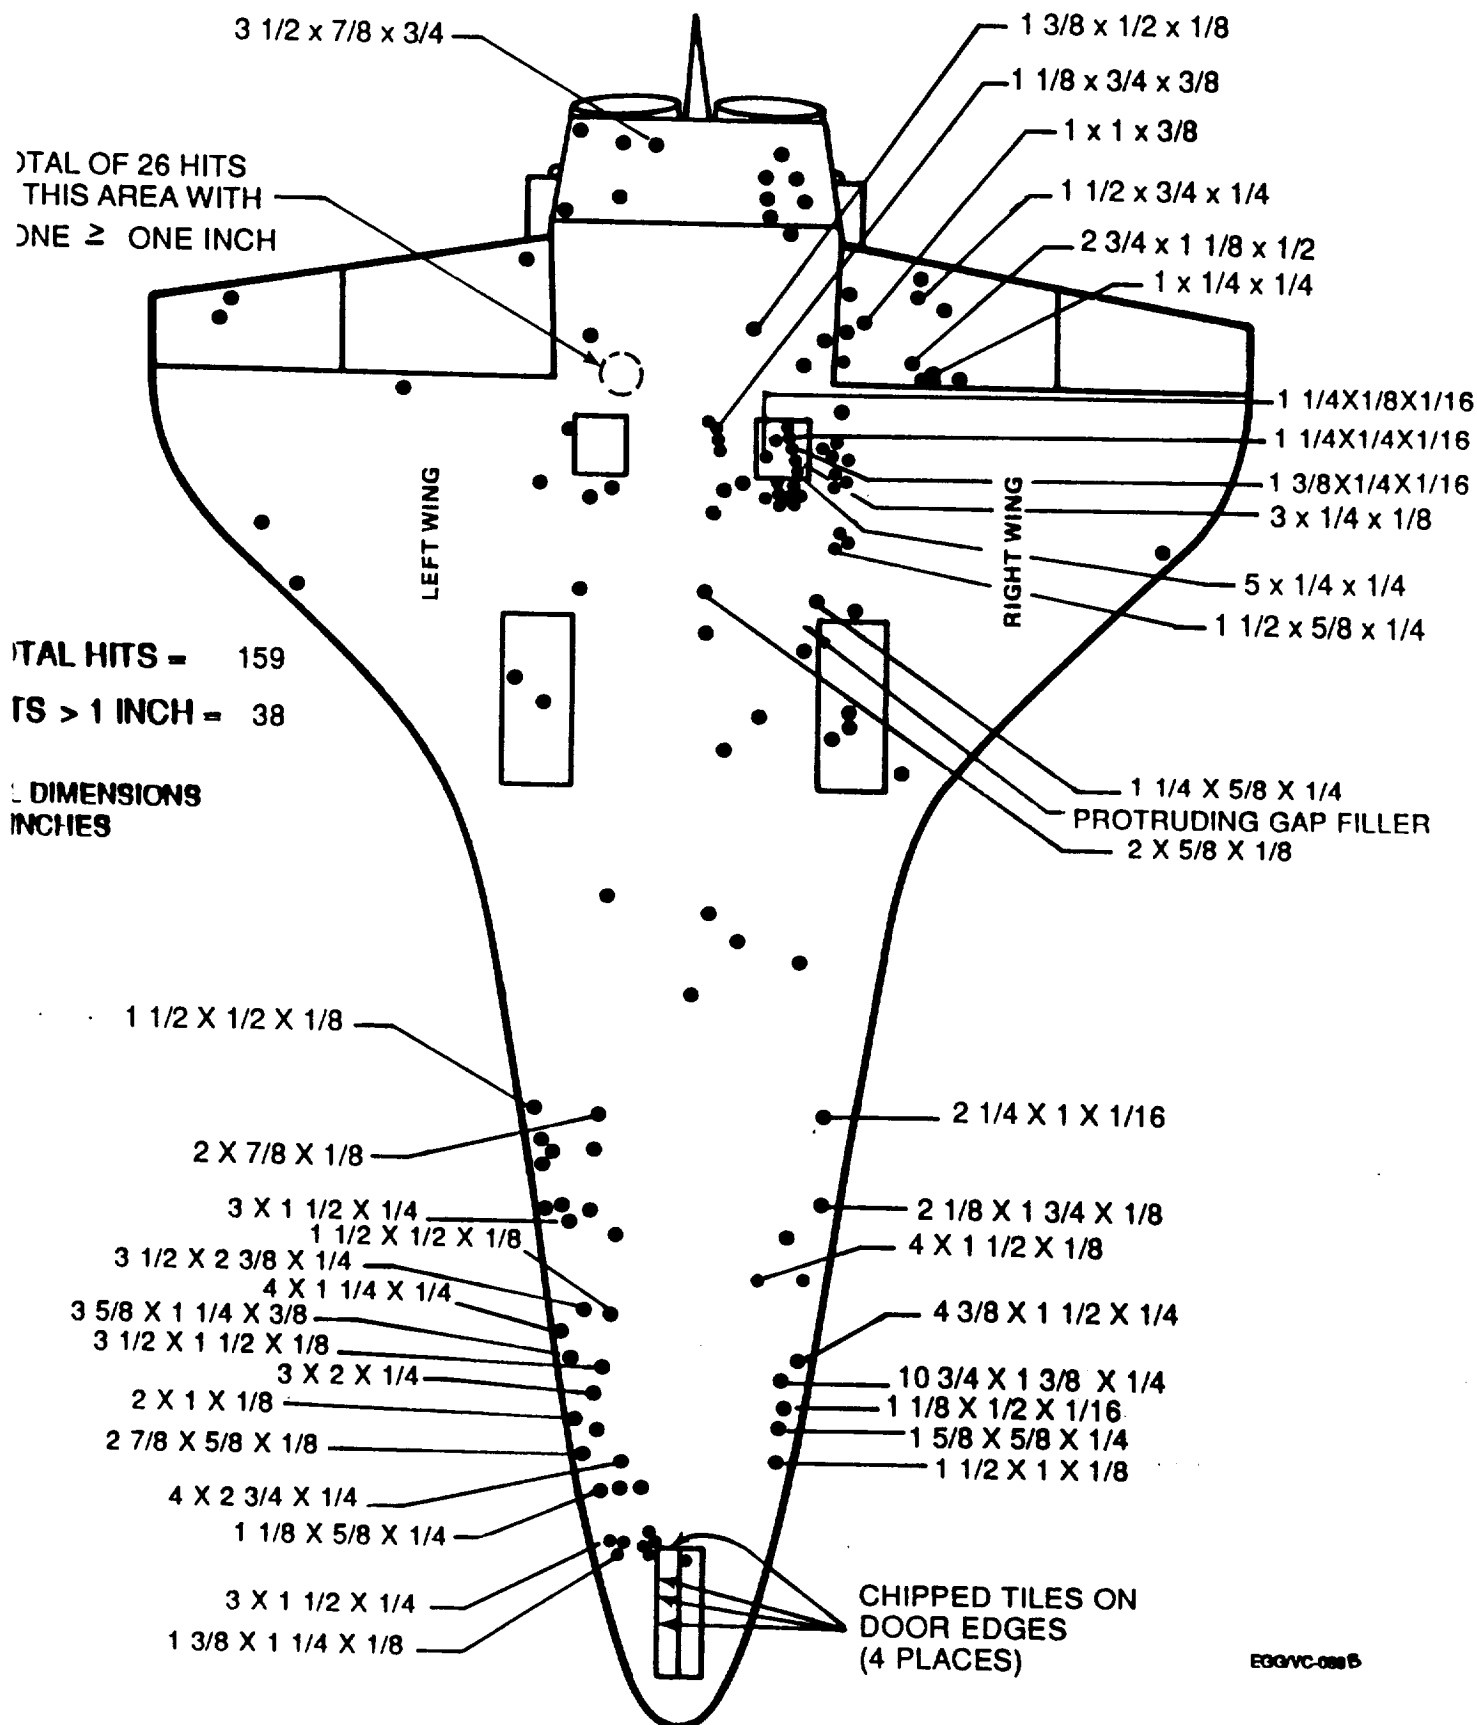 3 1/2 x 7/8 x 3/4
1 3/8 x 1/2 x 1/8
1 1/8 x 3/4 x 3/8
1 x 1 x 3/8
OTAL OF 26 HITS
THIS AREA WITH
ONE ≥ ONE INCH
1 1/2 x 3/4 x 1/4
2 3/4 x 1 1/8 x 1/2
1 x 1/4 x 1/4
1 1/4X1/8X1/16
1 1/4X1/4X1/16
1 3/8X1/4X1/16
3 x 1/4 x 1/8
LEFT WING
RIGHT WING
5 x 1/4 x 1/4
1 1/2 x 5/8 x 1/4
TAL HITS = 159
TS > 1 INCH = 38
DIMENSIONS
INCHES
1 1/4 X 5/8 X 1/4
PROTRUDING GAP FILLER
2 X 5/8 X 1/8
1 1/2 X 1/2 X 1/8
2 X 7/8 X 1/8
3 X 1 1/2 X 1/4
1 1/2 X 1/2 X 1/8
3 1/2 X 2 3/8 X 1/4
4 X 1 1/4 X 1/4
3 5/8 X 1 1/4 X 3/8
3 1/2 X 1 1/2 X 1/8
3 X 2 X 1/4
2 X 1 X 1/8
2 7/8 X 5/8 X 1/8
4 X 2 3/4 X 1/4
1 1/8 X 5/8 X 1/4
3 X 1 1/2 X 1/4
1 3/8 X 1 1/4 X 1/8
2 1/4 X 1 X 1/16
2 1/8 X 1 3/4 X 1/8
4 X 1 1/2 X 1/8
4 3/8 X 1 1/2 X 1/4
10 3/4 X 1 3/8 X 1/4
1 1/8 X 1/2 X 1/16
1 5/8 X 5/8 X 1/4
1 1/2 X 1 X 1/8
CHIPPED TILES ON
DOOR EDGES
(4 PLACES)